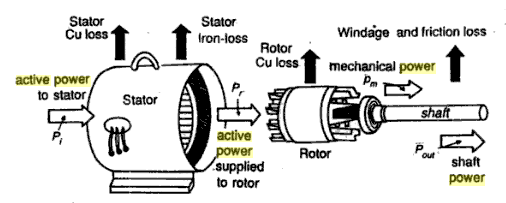 Stator
Cu loss
Stator
Iron-loss
Rotor
Cu loss
Windage and friction loss
mechanical power
Pm
active power
to stator
Pi
Stator
Pr
active
power
supplied
to rotor
Rotor
shaft
Pout
shaft
power